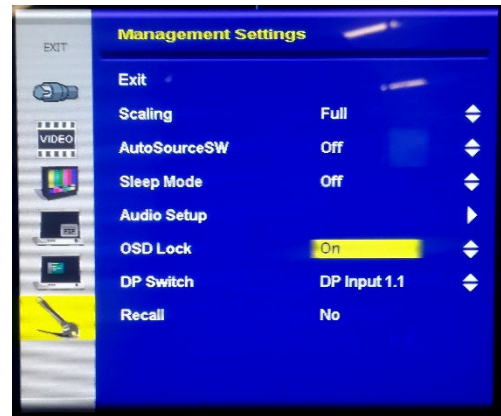 EXIT
Management Settings
Exit
Scaling Full
VIDEO
AutoSourceSW Off
Sleep Mode Off
Audio Setup
PIP
OSD Lock On
DP Switch DP Input 1.1
Recall No